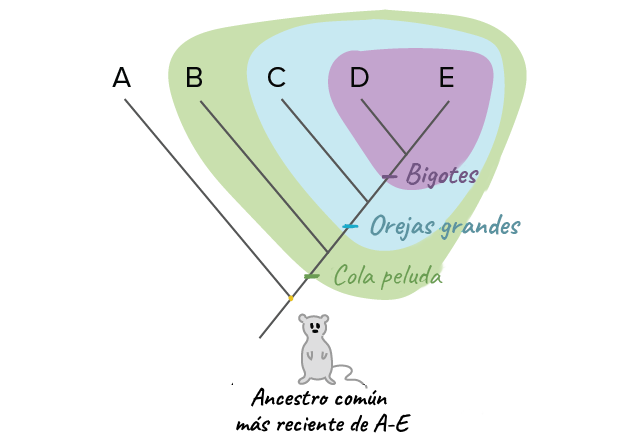 A B C D E
Bigotes
Orejas grandes
Cola peluda
Ancestro común
más reciente de A-E